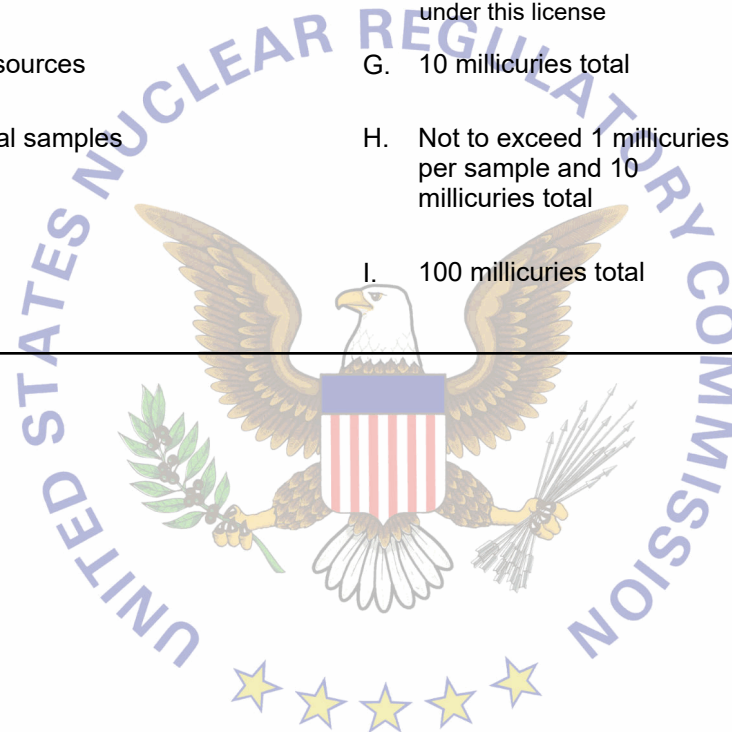 under this license
sources
G. 10 millicuries total
al samples
H. Not to exceed 1 millicuries
per sample and 10
millicuries total
I. 100 millicuries total
UNITED STATES NUCLEAR REGULATORY COMMISSION